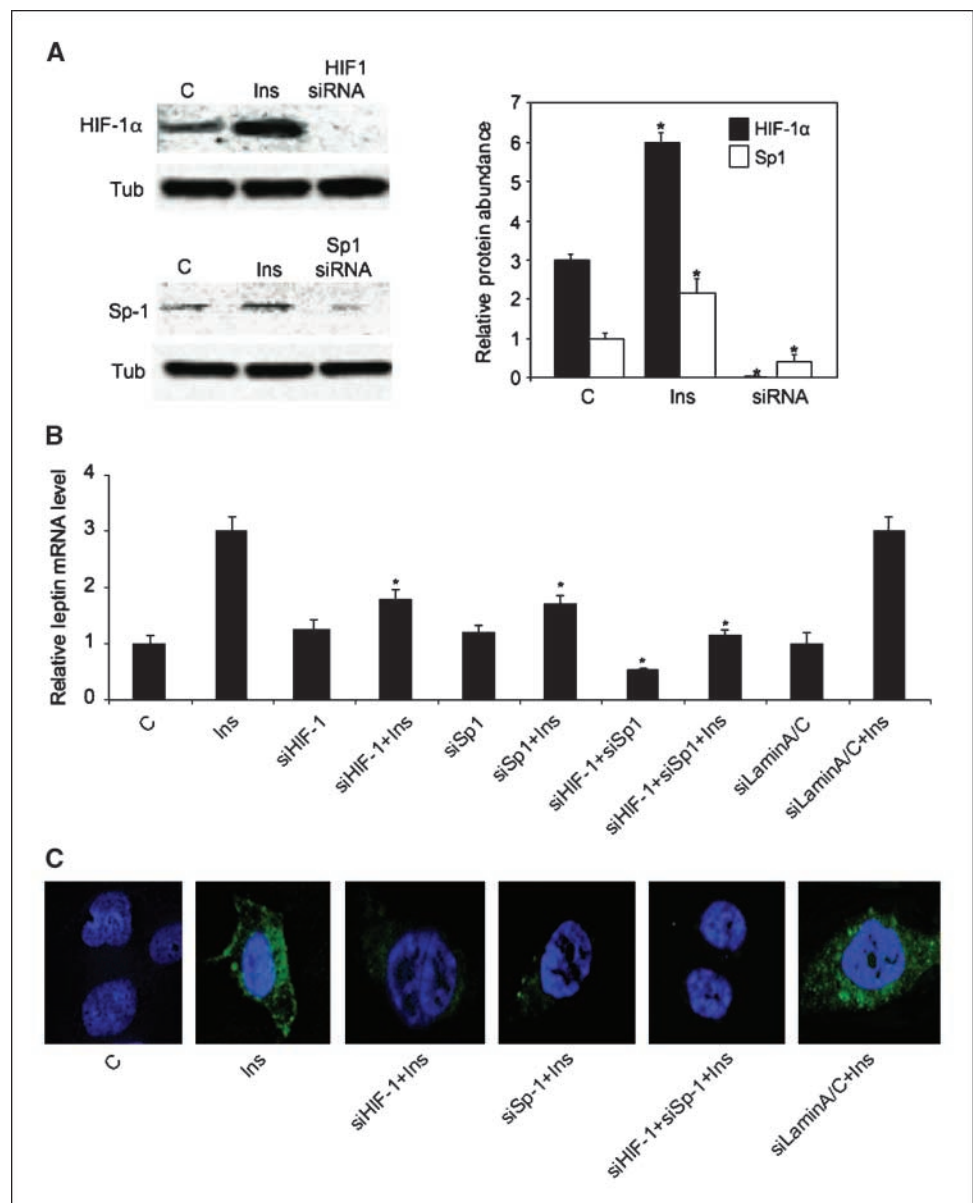 A
C Ins HIF1 siRNA
HIF-1α
Tub
C Ins Sp1 siRNA
Sp-1
Tub
Relative protein abundance
7
6
5
4
3
2
1
0
HIF-1α
Sp1
* * * *
C Ins siRNA
B
Relative leptin mRNA level
4
3
2
1
0
* * * *
C
Ins
siHIF-1
siHIF-1+Ins
siSp1
siSp1+Ins
siHIF-1+siSp1
siHIF-1+siSp1+Ins
siLaminA/C
siLaminA/C+Ins
C
C
Ins
siHIF-1+Ins
siSp-1+Ins
siHIF-1+siSp-1+Ins
siLaminA/C+Ins